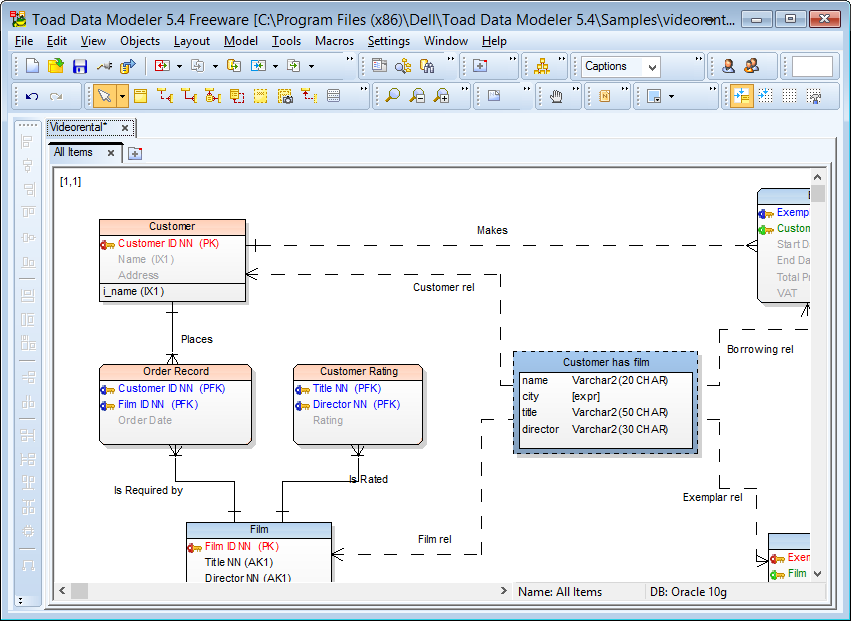 Toad Data Modeler 5.4 Freeware [C:\Program Files (x86)\Dell\Toad Data Modeler 5.4\Samples\videorent...
File Edit View Objects Layout Model Tools Macros Settings Window Help
Captions
Videorental*
All Items
[1,1]
Customer
Customer ID NN (PK)
Name (IX1)
Address
i_name (IX1)
Makes
Customer rel
Exemp
Custom
Start D
End Da
Total Pr
VAT
Places
Borrowing rel
Order Record
Customer ID NN (PFK)
Film ID NN (PFK)
Order Date
Customer Rating
Title NN (PFK)
Director NN (PFK)
Rating
Customer has film
name Varchar2(20 CHAR)
city [expr]
title Varchar2(50 CHAR)
director Varchar2(30 CHAR)
Is Required by
Is Rated
Exemplar rel
Film
Film ID NN (PK)
Title NN (AK1)
Director NN (AK1)
Film rel
Exem
Film
Name: All Items DB: Oracle 10g